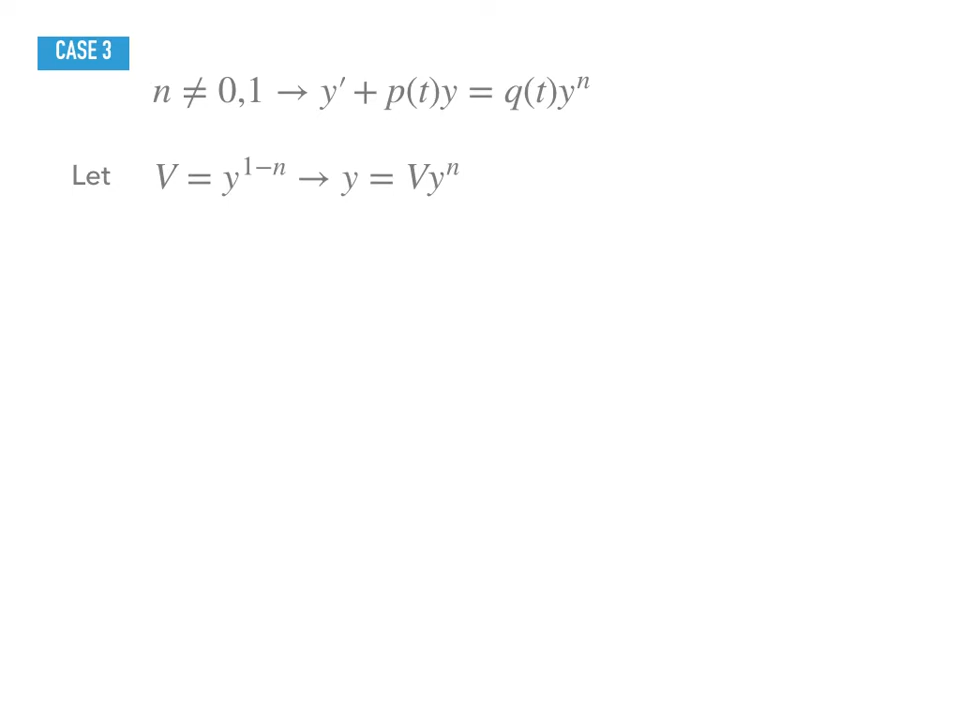 CASE 3
n ≠ 0,1 → y′ + p(t)y = q(t)yⁿ
Let V = y¹⁻ⁿ → y = Vyⁿ